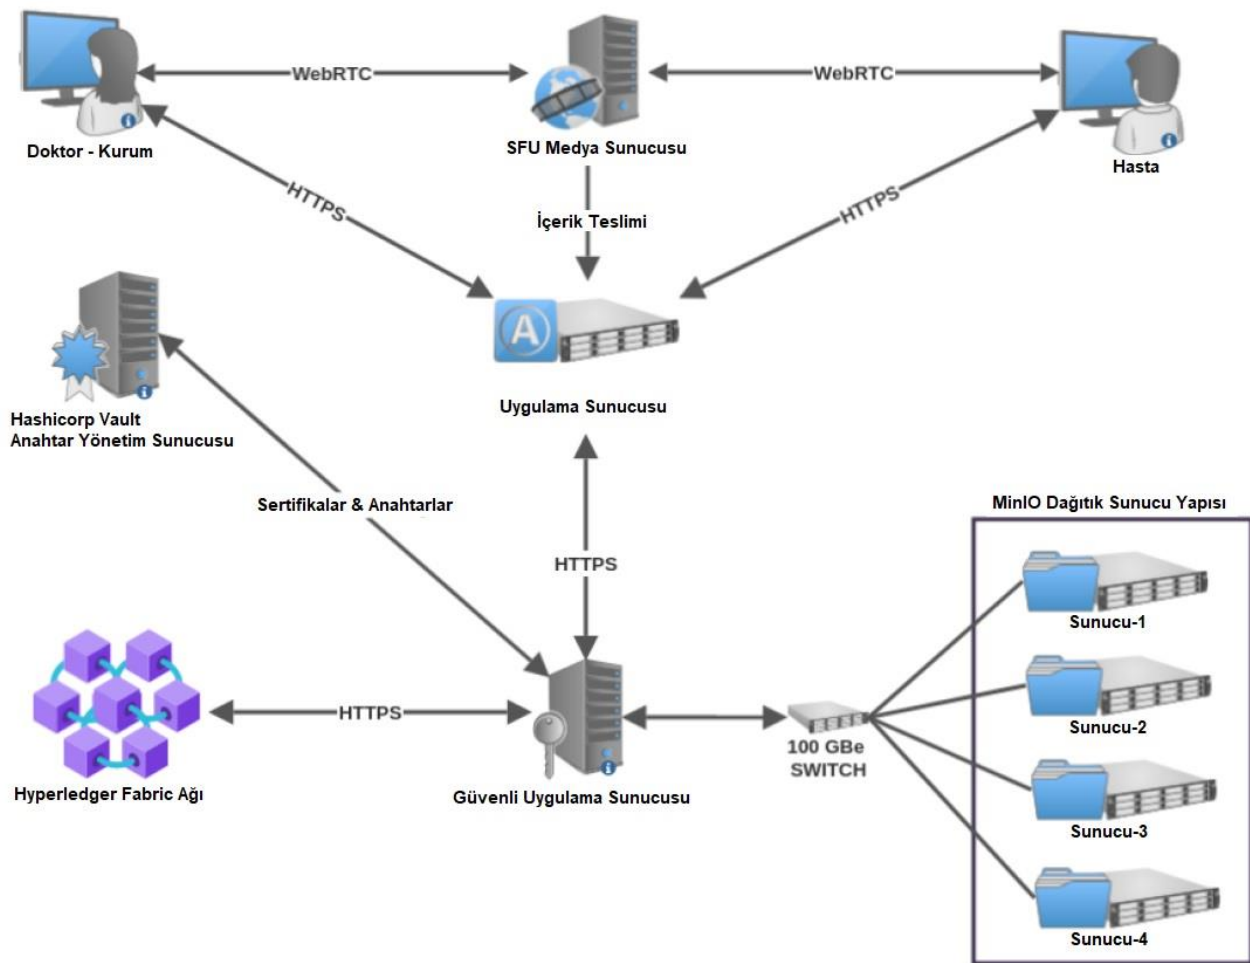 WebRTC
WebRTC
Doktor - Kurum
SFU Medya Sunucusu
Hasta
HTTPS
HTTPS
İçerik Teslimi
A
Uygulama Sunucusu
Hashicorp Vault
Anahtar Yönetim Sunucusu
Sertifikalar & Anahtarlar
MinIO Dağıtık Sunucu Yapısı
HTTPS
Sunucu-1
HTTPS
Sunucu-2
100 GBe
SWITCH
Hyperledger Fabric Ağı
Güvenli Uygulama Sunucusu
Sunucu-3
Sunucu-4